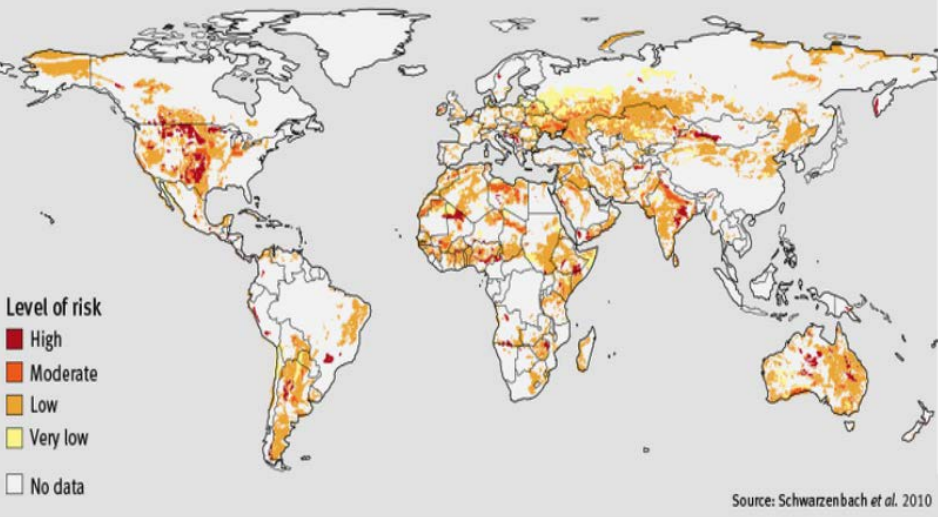 Level of risk
High
Moderate
Low
Very low
No data
Source: Schwarzenbach et al. 2010